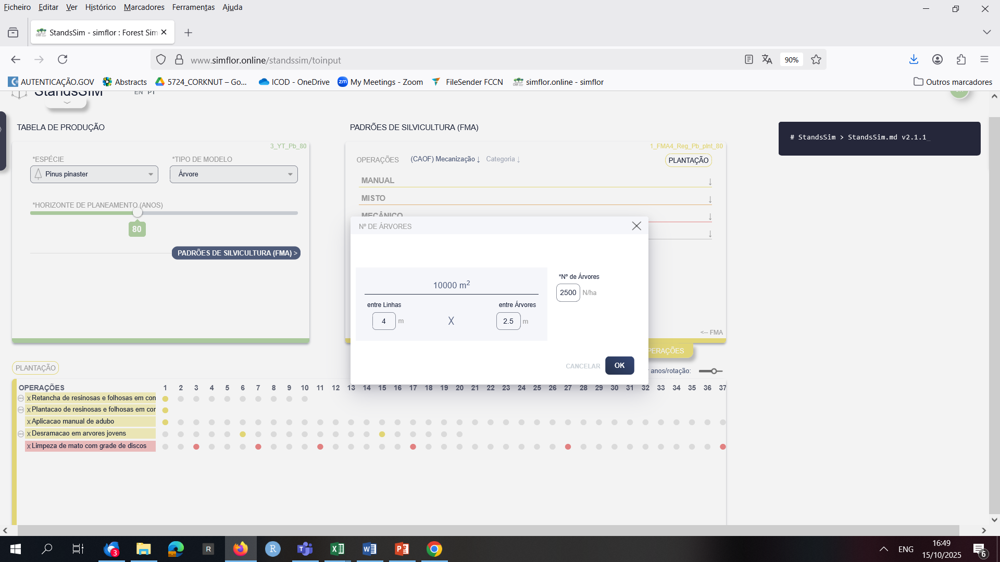 Ficheiro Editar Ver Histórico Marcadores Ferramentas Ajuda
StandsSim - simflor : Forest Sim
www.simflor.online/standssim/toinput
90%
AUTENTICAÇÃO.GOV Abstracts 5724_CORKNUT – Go... ICOD - OneDrive zm My Meetings - Zoom FileSender FCCN simflor.online - simflor Outros marcadores
StandsSim EN PT
TABELA DE PRODUÇÃO
3_YT_Pb_80
*ESPÉCIE *TIPO DE MODELO
Pinus pinaster Árvore
*HORIZONTE DE PLANEAMENTO (ANOS)
80
PADRÕES DE SILVICULTURA (FMA) >
PADRÕES DE SILVICULTURA (FMA)
1_FMA4_Reg_Pb_pInt_80
OPERAÇÕES (CAOF) Mecanização ↓ Categoria ↓ PLANTAÇÃO
MANUAL ↓
MISTO ↓
MECÂNICO ↓
↓
<-- FMA
# StandsSim > StandsSim.md v2.1.1_
Nº DE ÁRVORES
10000 m²
entre Linhas entre Árvores
4 m X 2.5 m
*Nº de Árvores
2500 N/ha
CANCELAR OK
PERAÇÕES
anos/rotação:
PLANTAÇÃO
OPERAÇÕES 1 2 3 4 5 6 7 8 9 10 11 12 13 14 15 16 17 18 19 20 21 22 23 24 25 26 27 28 29 30 31 32 33 34 35 36 37
x Retancha de resinosas e folhosas em con
x Plantacao de resinosas e folhosas em cor
x Aplicacao manual de adubo
x Desramacao em arvores jovens
x Limpeza de mato com grade de discos
3 R R
ENG
16:49
15/10/2025
6